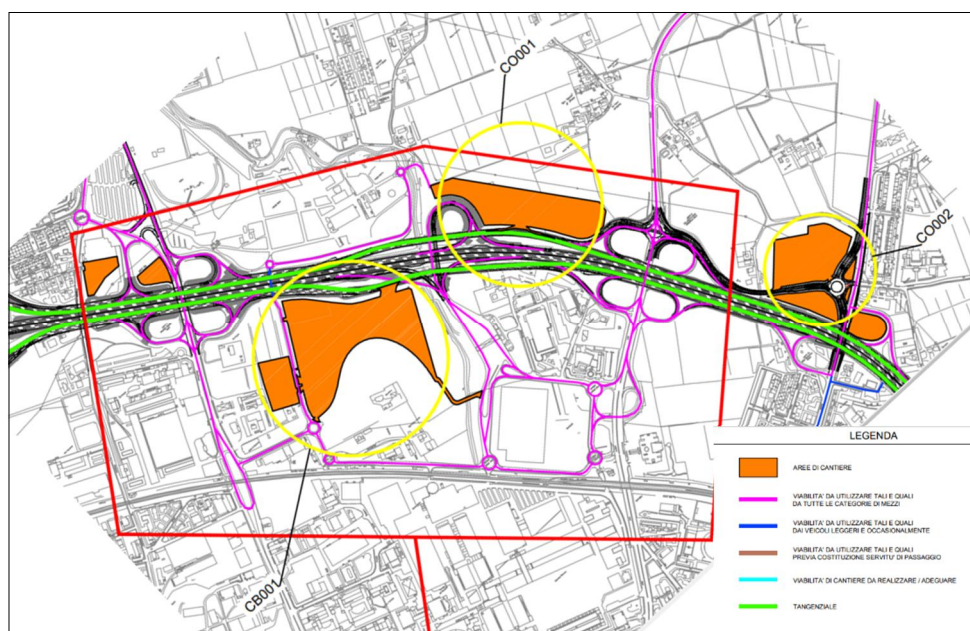 CO001
CO002
CB001
LEGENDA
AREE DI CANTIERE
VIABILITA' DA UTILIZZARE TALI E QUALI
DA TUTTE LE CATEGORIE DI MEZZI
VIABILITA' DA UTILIZZARE TALI E QUALI
DAI VEICOLI LEGGERI E OCCASIONALMENTE
VIABILITA' DA UTILIZZARE TALI E QUALI
PREVIA COSTITUZIONE SERVITU' DI PASSAGGIO
VIABILITA' DI CANTIERE DA REALIZZARE / ADEGUARE
TANGENZIALE